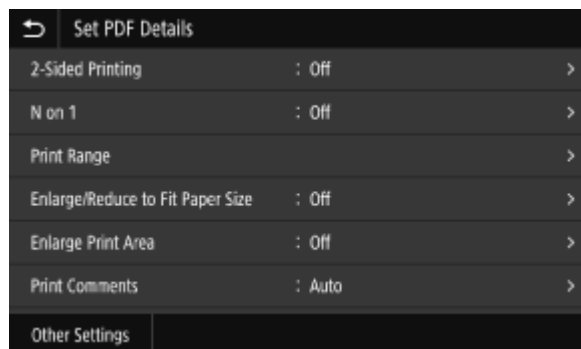 Set PDF Details
2-Sided Printing : Off
N on 1 : Off
Print Range
Enlarge/Reduce to Fit Paper Size : Off
Enlarge Print Area : Off
Print Comments : Auto
Other Settings